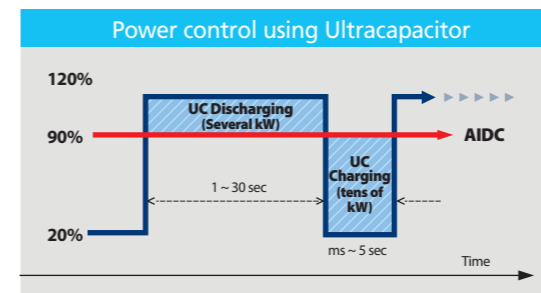 Power control using Ultracapacitor
120%
UC Discharging
(Several kW)
90%
AIDC
UC
Charging
(tens of
kW)
1 ~ 30 sec
20%
ms ~ 5 sec
Time